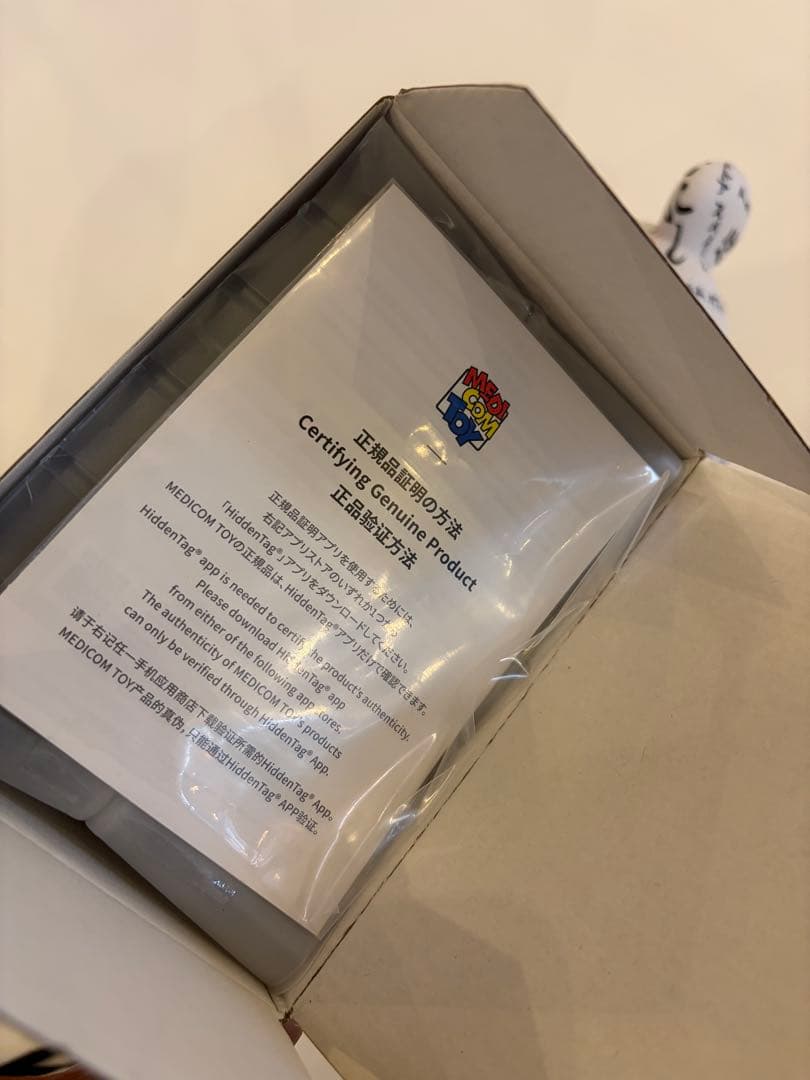 MEDI
COM
TOY
正規品証明の方法
Certifying Genuine Product
正品验证方法
正規品証明アプリを使用するためには、
右記アプリストアのいずれか1つから
「HiddenTag®」アプリをダウンロードしてください。
MEDICOM TOYの正規品は、HiddenTag®アプリだけで確認できます。
HiddenTag® app is needed to certify the product's authenticity.
Please download HiddenTag® app
from either of the following app stores.
The authenticity of MEDICOM TOY's products
can only be verified through HiddenTag® App.
请于右记任一手机应用商店下载验证所需的HiddenTag® App。
MEDICOM TOY产品的真伪，只能通过HiddenTag® APP验证。